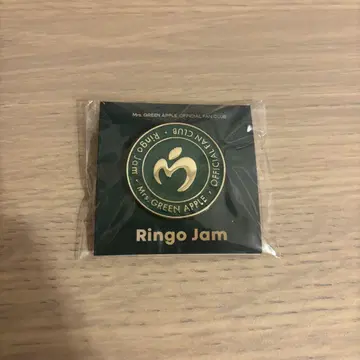 Mrs. GREEN APPLE OFFICIAL FAN CLUB
Ringo Jam • Mrs. GREEN APPLE • OFFICIAL FAN CLUB •
Ringo Jam